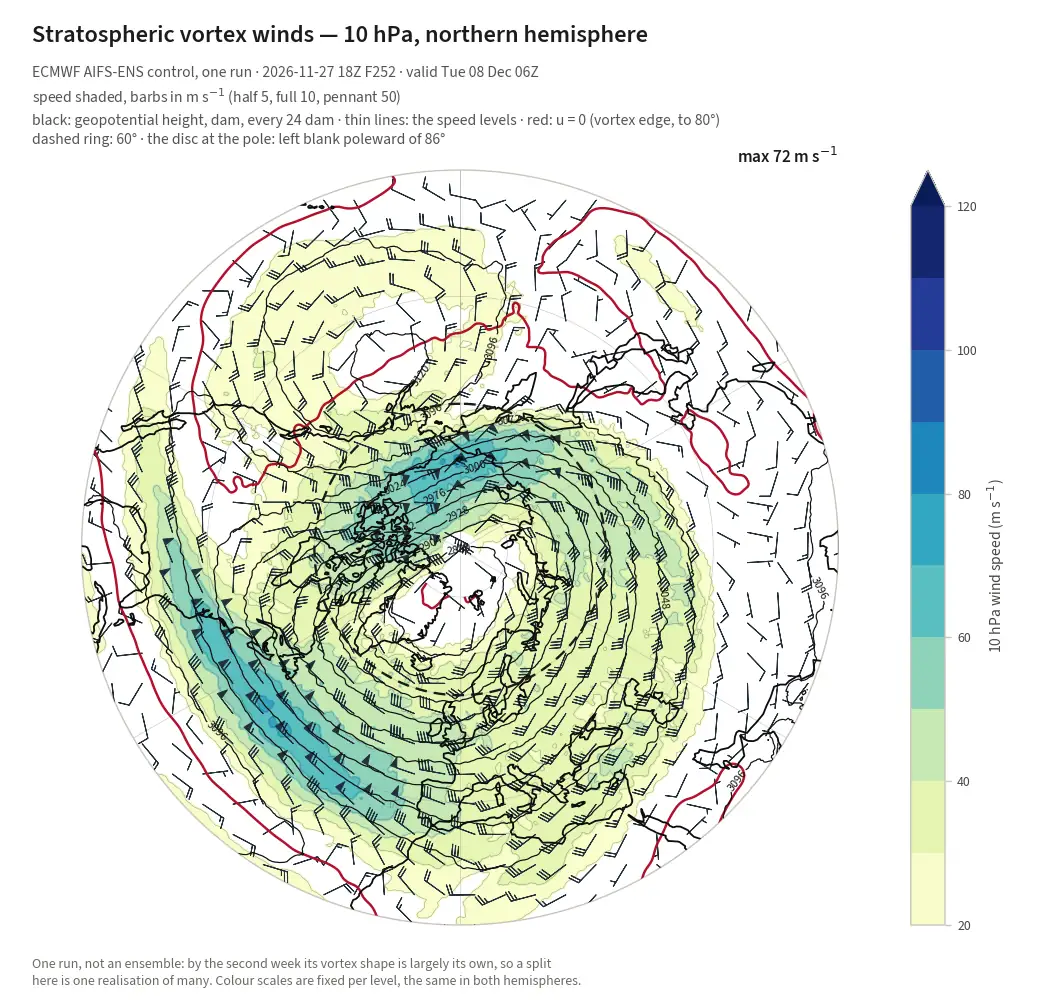 Stratospheric vortex winds — 10 hPa, northern hemisphere
ECMWF AIFS-ENS control, one run · 2026-11-27 18Z F252 · valid Tue 08 Dec 06Z
speed shaded, barbs in m s⁻¹ (half 5, full 10, pennant 50)
black: geopotential height, dam, every 24 dam · thin lines: the speed levels · red: u = 0 (vortex edge, to 80°)
dashed ring: 60° · the disc at the pole: left blank poleward of 86°
max 72 m s⁻¹
120
100
80
60
40
20
10 hPa wind speed (m s⁻¹)
3096
3120
3000
2976
2928
3048
3096
3096
3096
One run, not an ensemble: by the second week its vortex shape is largely its own, so a split
here is one realisation of many. Colour scales are fixed per level, the same in both hemispheres.